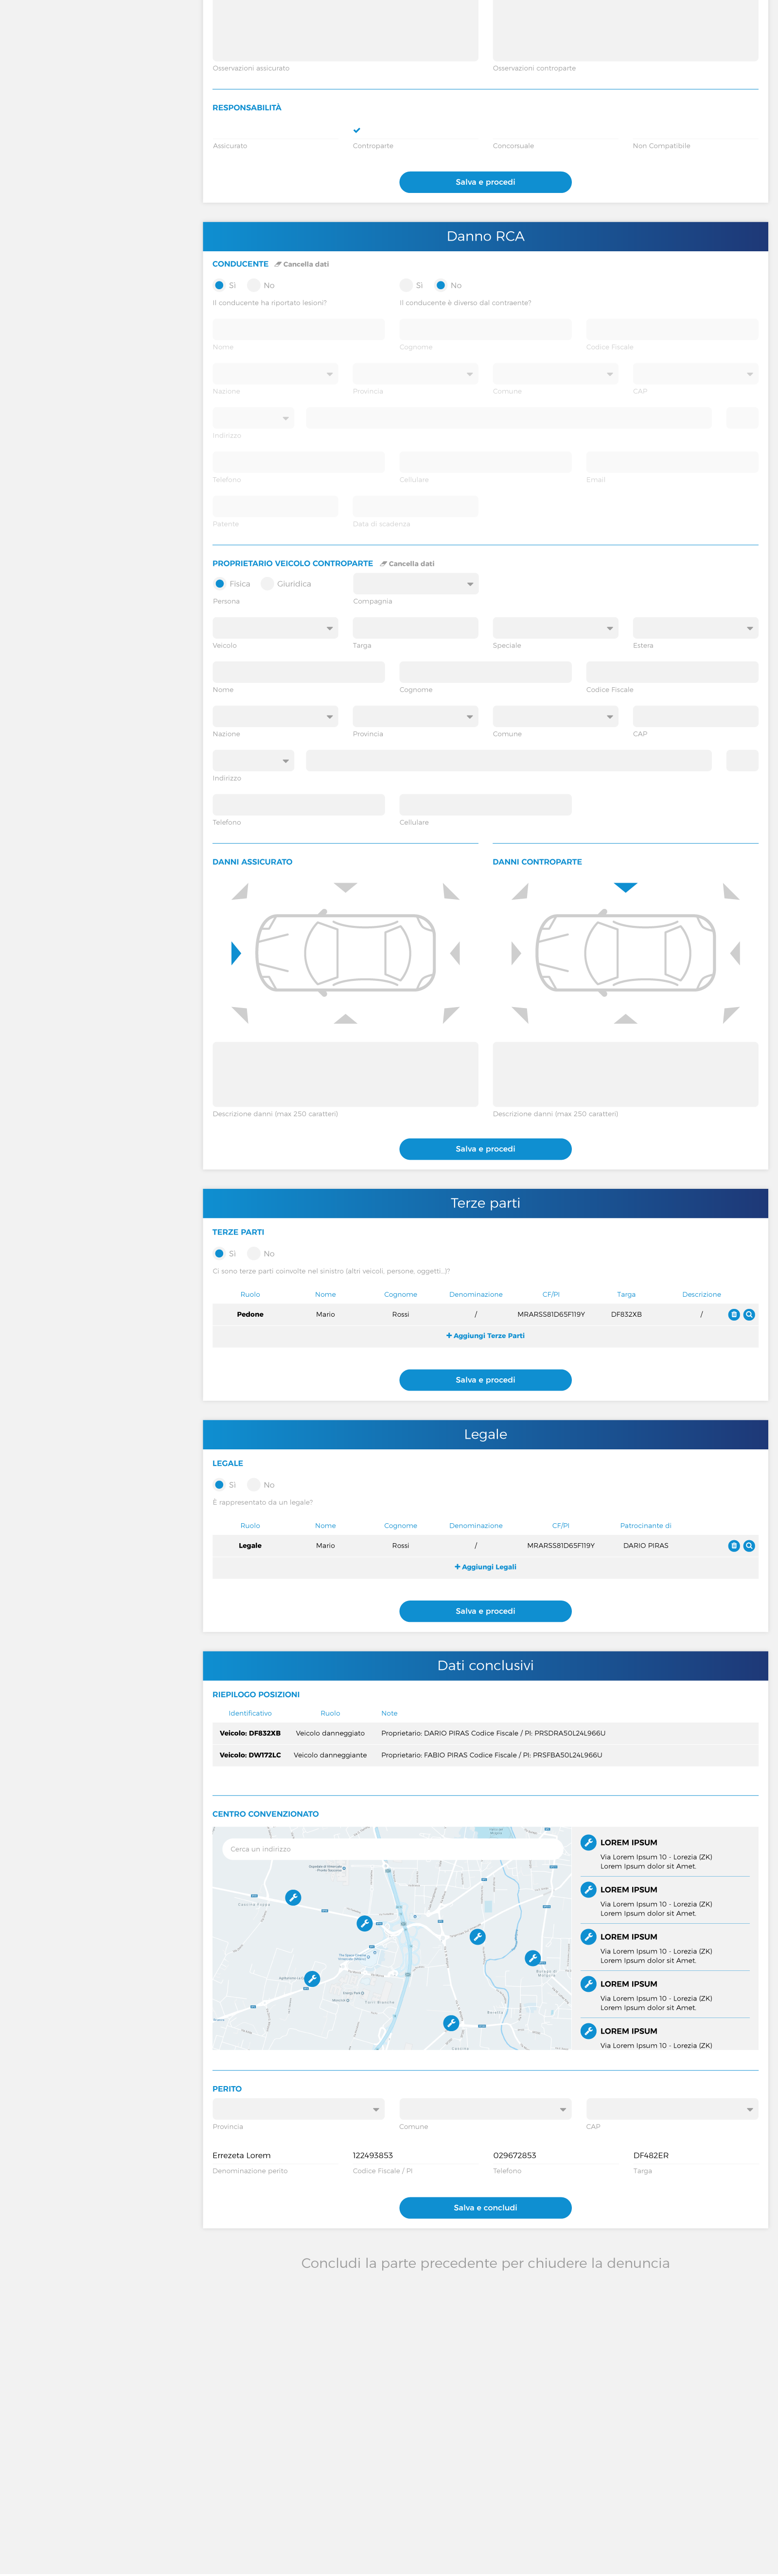 Osservazioni assicurato Osservazioni controparte
RESPONSABILITÀ
Assicurato Controparte Concorsuale Non Compatibile
Salva e procedi
Danno RCA
CONDUCENTE Cancella dati
Sì No Sì No
Il conducente ha riportato lesioni? Il conducente è diverso dal contraente?
Nome Cognome Codice Fiscale
Nazione Provincia Comune CAP
Indirizzo
Telefono Cellulare Email
Patente Data di scadenza
PROPRIETARIO VEICOLO CONTROPARTE Cancella dati
Fisica Giuridica
Persona Compagnia
Veicolo Targa Speciale Estera
Nome Cognome Codice Fiscale
Nazione Provincia Comune CAP
Indirizzo
Telefono Cellulare
DANNI ASSICURATO DANNI CONTROPARTE
Descrizione danni (max 250 caratteri) Descrizione danni (max 250 caratteri)
Salva e procedi
Terze parti
TERZE PARTI
Sì No
Ci sono terze parti coinvolte nel sinistro (altri veicoli, persone, oggetti...)?
Ruolo Nome Cognome Denominazione CF/PI Targa Descrizione
Pedone Mario Rossi / MRARSS81D65F119Y DF832XB /
+ Aggiungi Terze Parti
Salva e procedi
Legale
LEGALE
Sì No
È rappresentato da un legale?
Ruolo Nome Cognome Denominazione CF/PI Patrocinante di
Legale Mario Rossi / MRARSS81D65F119Y DARIO PIRAS
+ Aggiungi Legali
Salva e procedi
Dati conclusivi
RIEPILOGO POSIZIONI
Identificativo Ruolo Note
Veicolo: DF832XB Veicolo danneggiato Proprietario: DARIO PIRAS Codice Fiscale / PI: PRSDRA50L24L966U
Veicolo: DW172LC Veicolo danneggiante Proprietario: FABIO PIRAS Codice Fiscale / PI: PRSFBA50L24L966U
CENTRO CONVENZIONATO
Cerca un indirizzo
LOREM IPSUM
Via Lorem Ipsum 10 - Lorezia (ZK)
Lorem Ipsum dolor sit Amet.
LOREM IPSUM
Via Lorem Ipsum 10 - Lorezia (ZK)
Lorem Ipsum dolor sit Amet.
LOREM IPSUM
Via Lorem Ipsum 10 - Lorezia (ZK)
Lorem Ipsum dolor sit Amet.
LOREM IPSUM
Via Lorem Ipsum 10 - Lorezia (ZK)
Lorem Ipsum dolor sit Amet.
LOREM IPSUM
Via Lorem Ipsum 10 - Lorezia (ZK)
PERITO
Provincia Comune CAP
Errezeta Lorem 122493853 029672853 DF482ER
Denominazione perito Codice Fiscale / PI Telefono Targa
Salva e concludi
Concludi la parte precedente per chiudere la denuncia